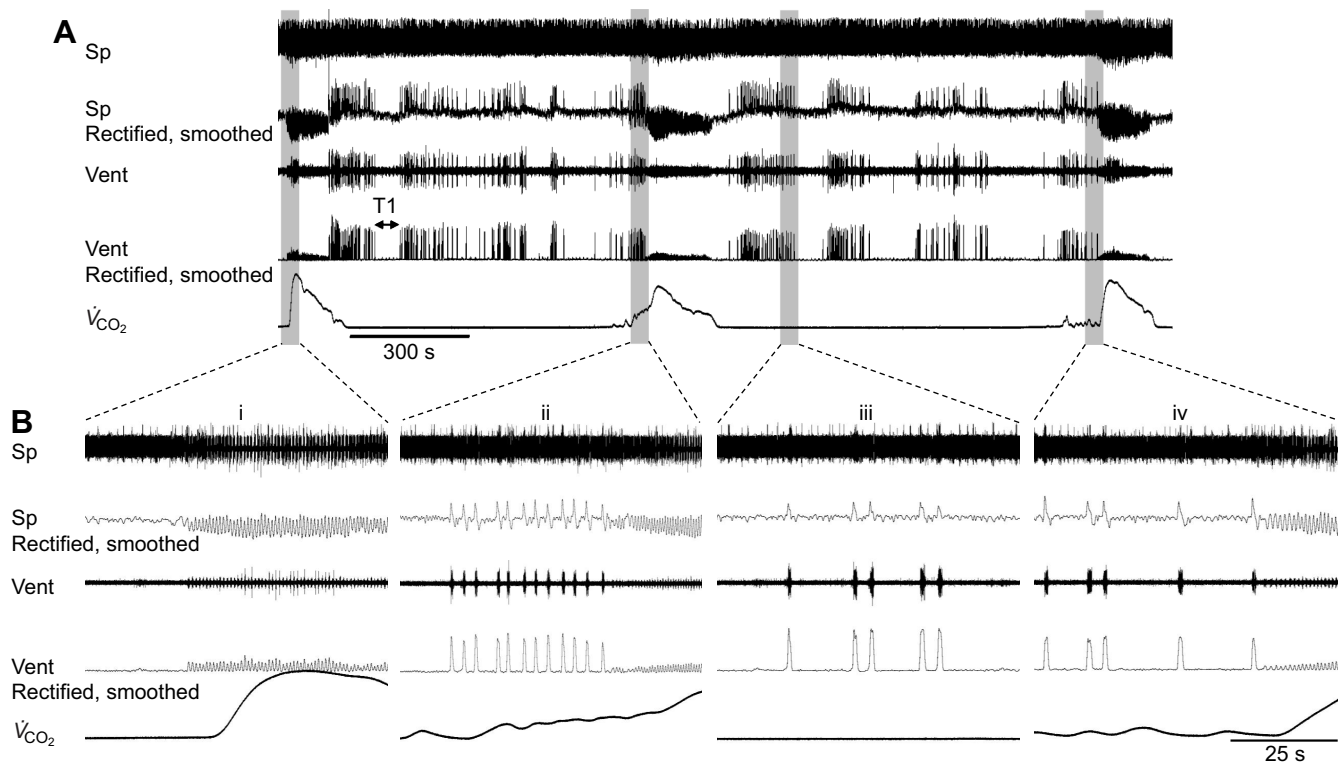 A
Sp
Sp
Rectified, smoothed
Vent
T1
Vent
Rectified, smoothed
V̇CO₂
300 s
B
i
ii
iii
iv
Sp
Sp
Rectified, smoothed
Vent
Vent
Rectified, smoothed
V̇CO₂
25 s